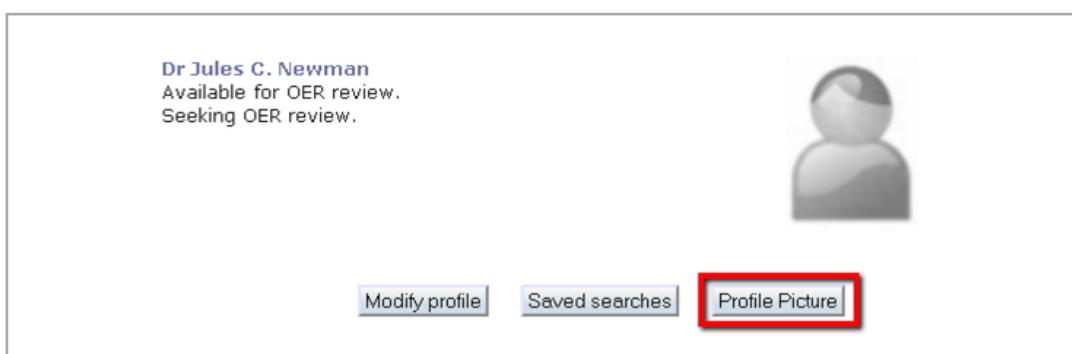 Dr Jules C. Newman
Available for OER review.
Seeking OER review.
Modify profile Saved searches Profile Picture